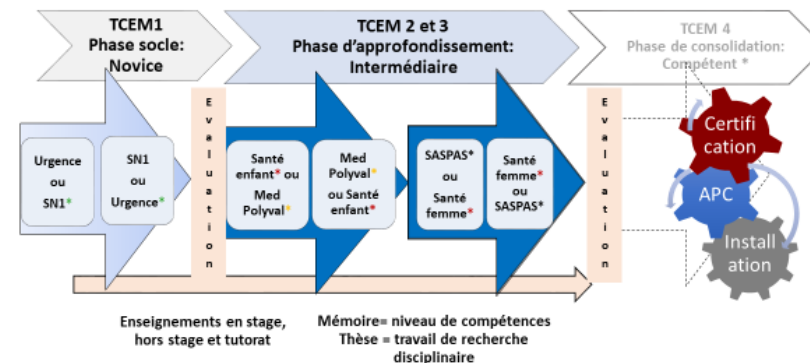 TCEM1
Phase socle:
Novice
TCEM 2 et 3
Phase d'approfondissement:
Intermédiaire
TCEM 4
Phase de consolidation:
Compétent *
Urgence
ou
SN1*
SN1
ou
Urgence*
Evaluation
Santé
enfant* ou
Med
Polyval*
Med
Polyval*
ou Santé
enfant*
SASPAS*
ou
Santé
femme*
Santé
femme*
ou
SASPAS*
Evaluation
Certifi
cation
APC
Install
ation
Enseignements en stage,
hors stage et tutorat
Mémoire= niveau de compétences
Thèse = travail de recherche
disciplinaire